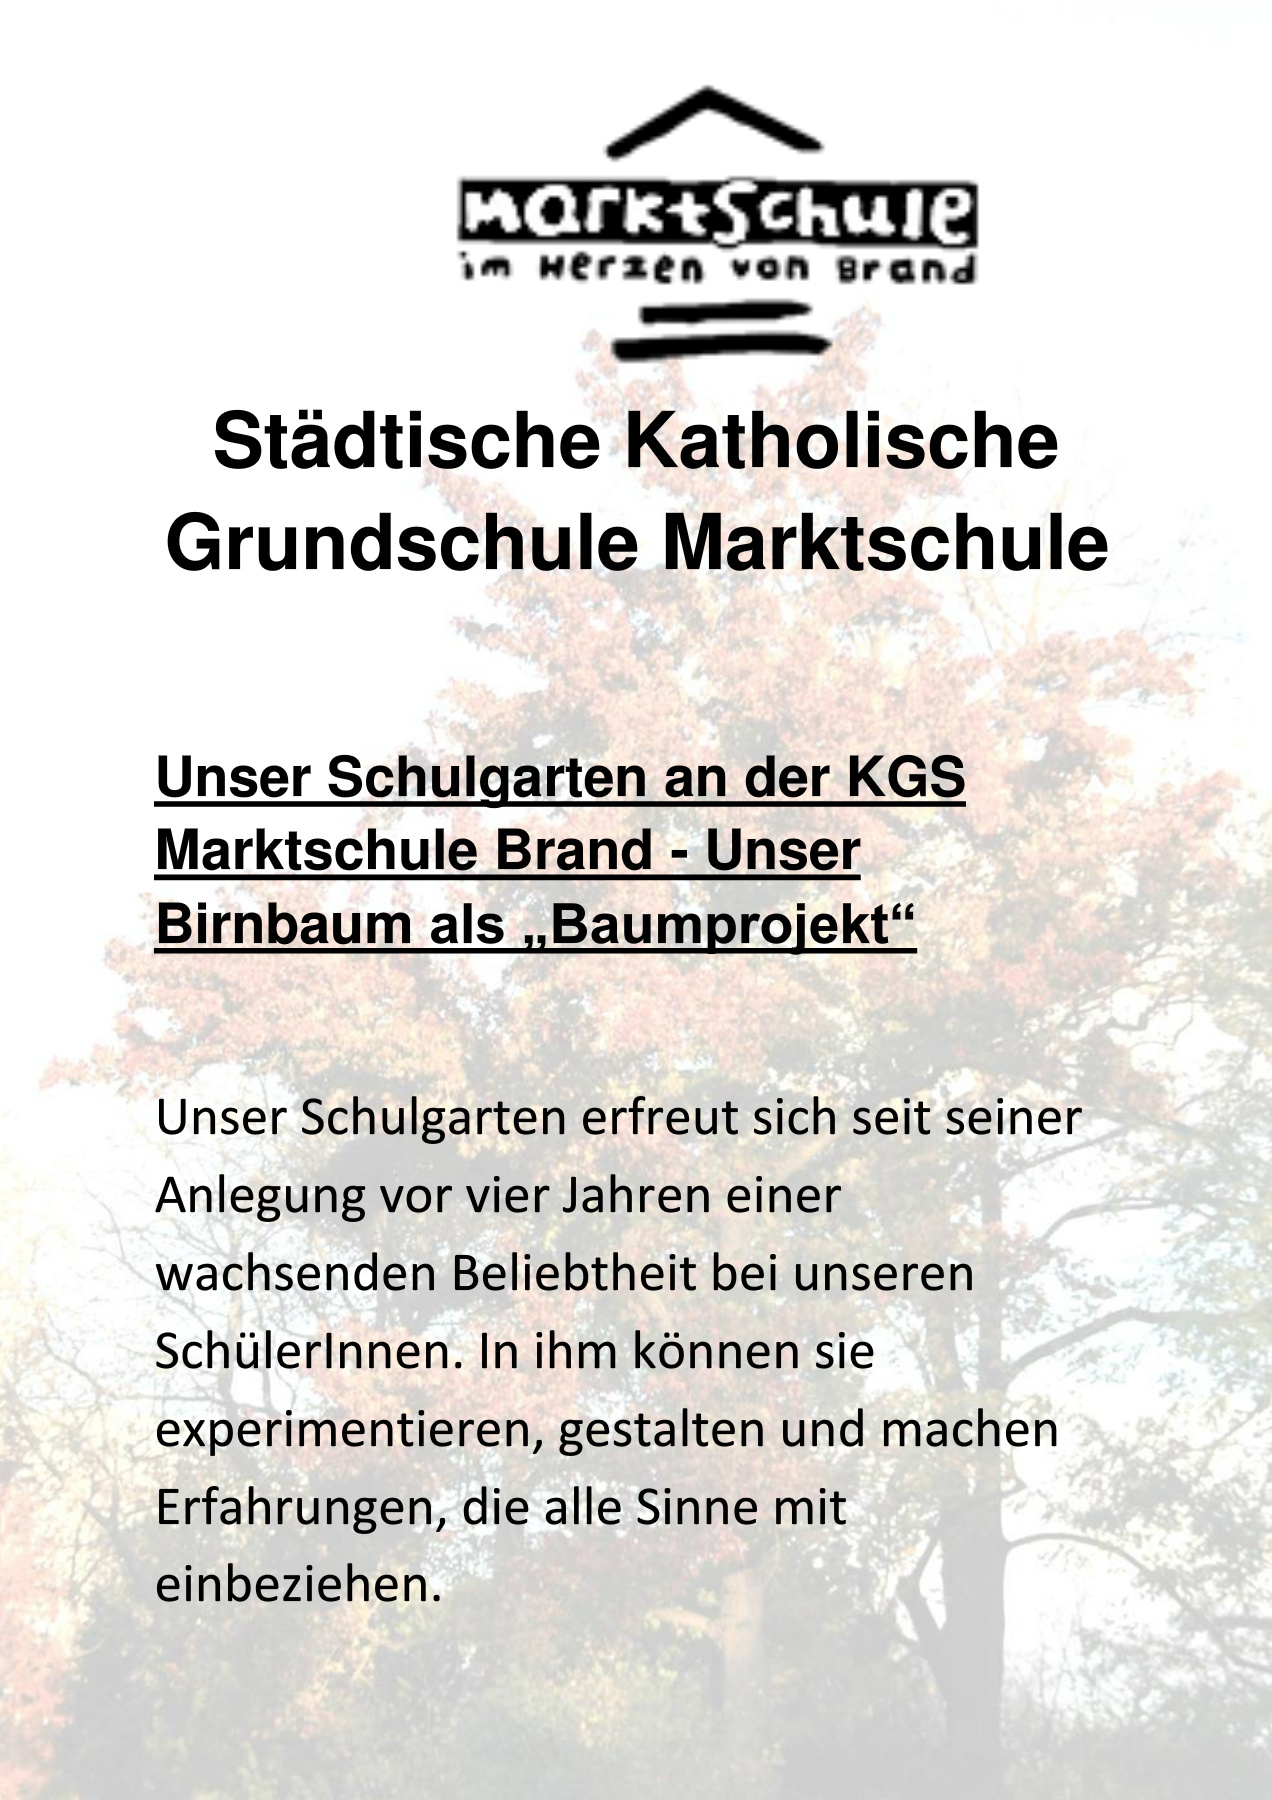 marktSchule
im Herzen von Brand
Städtische Katholische
Grundschule Marktschule
Unser Schulgarten an der KGS
Marktschule Brand - Unser
Birnbaum als „Baumprojekt“
Unser Schulgarten erfreut sich seit seiner
Anlegung vor vier Jahren einer
wachsenden Beliebtheit bei unseren
SchülerInnen. In ihm können sie
experimentieren, gestalten und machen
Erfahrungen, die alle Sinne mit
einbeziehen.